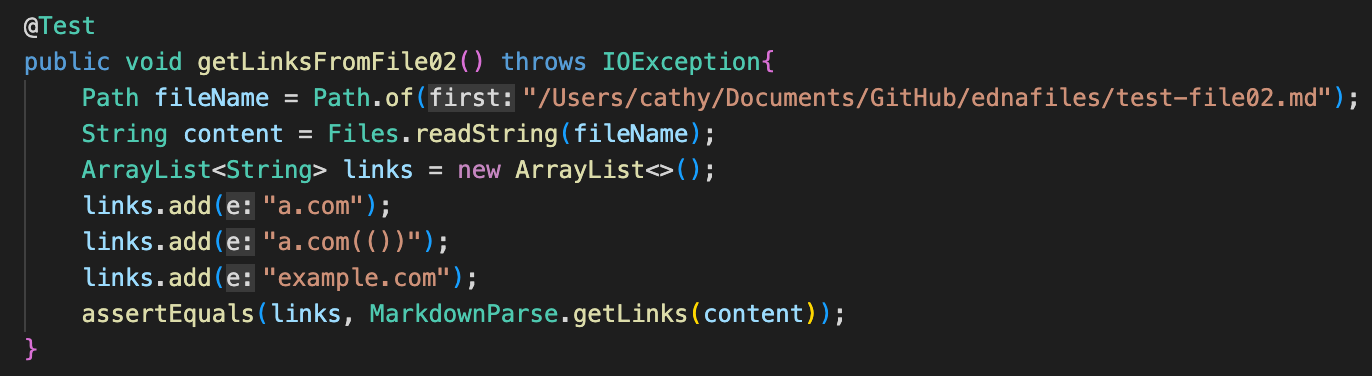 @Test
public void getLinksFromFile02() throws IOException{
Path fileName = Path.of(first: "/Users/cathy/Documents/GitHub/ednafiles/test-file02.md");
String content = Files.readString(fileName);
ArrayList<String> links = new ArrayList<>();
links.add(e: "a.com");
links.add(e: "a.com(())");
links.add(e: "example.com");
assertEquals(links, MarkdownParse.getLinks(content));
}